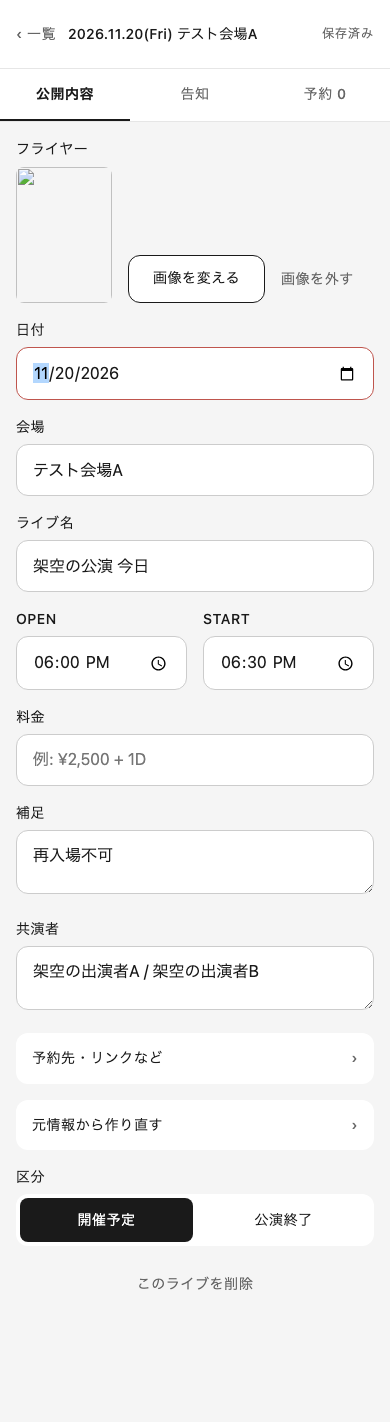 ‹ 一覧 2026.11.20(Fri) テスト会場A 保存済み
公開内容 告知 予約 0
フライヤー
画像を変える 画像を外す
日付
11/20/2026
会場
テスト会場A
ライブ名
架空の公演 今日
OPEN START
06:00 PM 06:30 PM
料金
例: ¥2,500 + 1D
補足
再入場不可
共演者
架空の出演者A / 架空の出演者B
予約先・リンクなど ›
元情報から作り直す ›
区分
開催予定 公演終了
このライブを削除